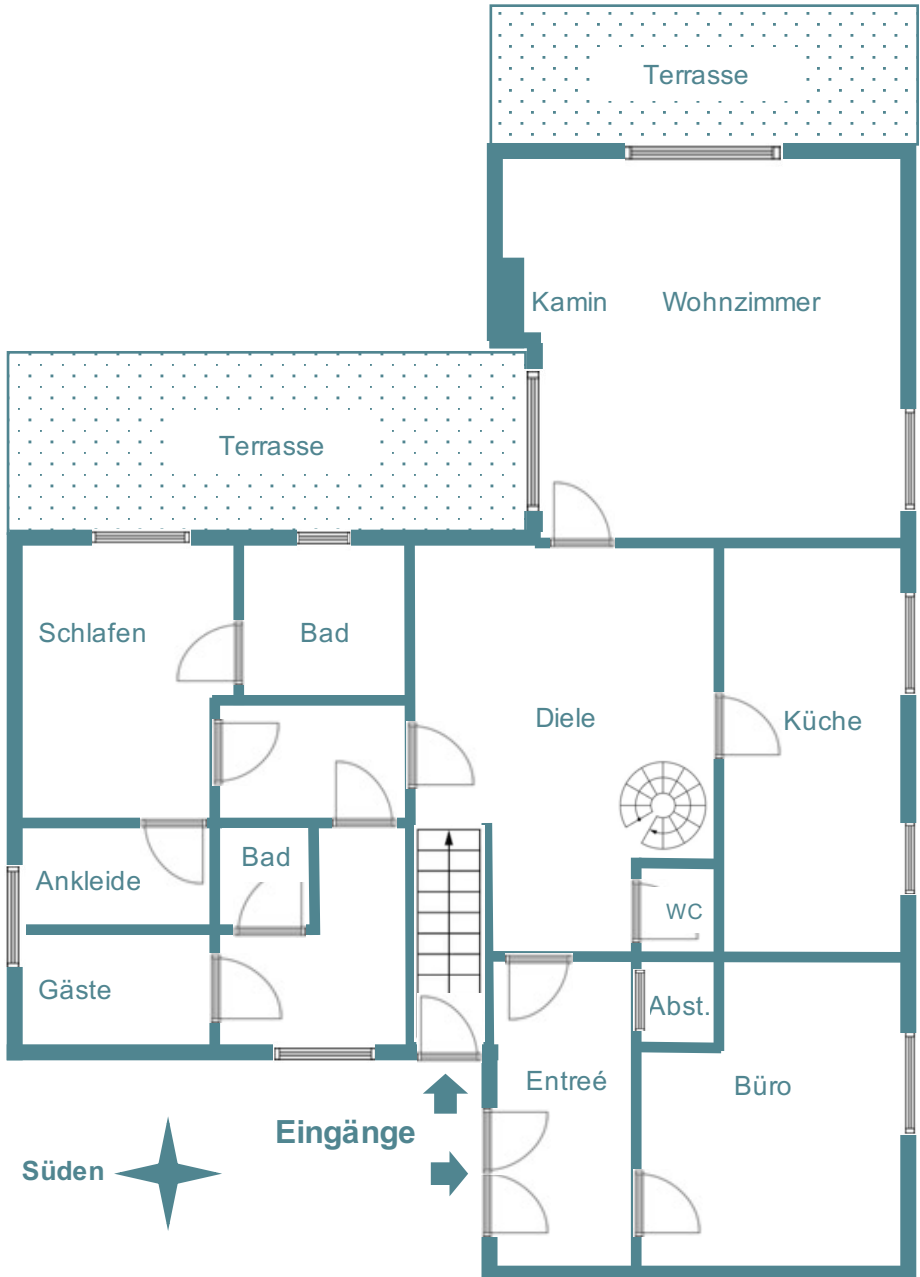 Terrasse
Kamin Wohnzimmer
Terrasse
Schlafen
Bad
Diele
Küche
Bad
Ankleide
WC
Gäste
Abst.
Entreé
Büro
Eingänge
Süden